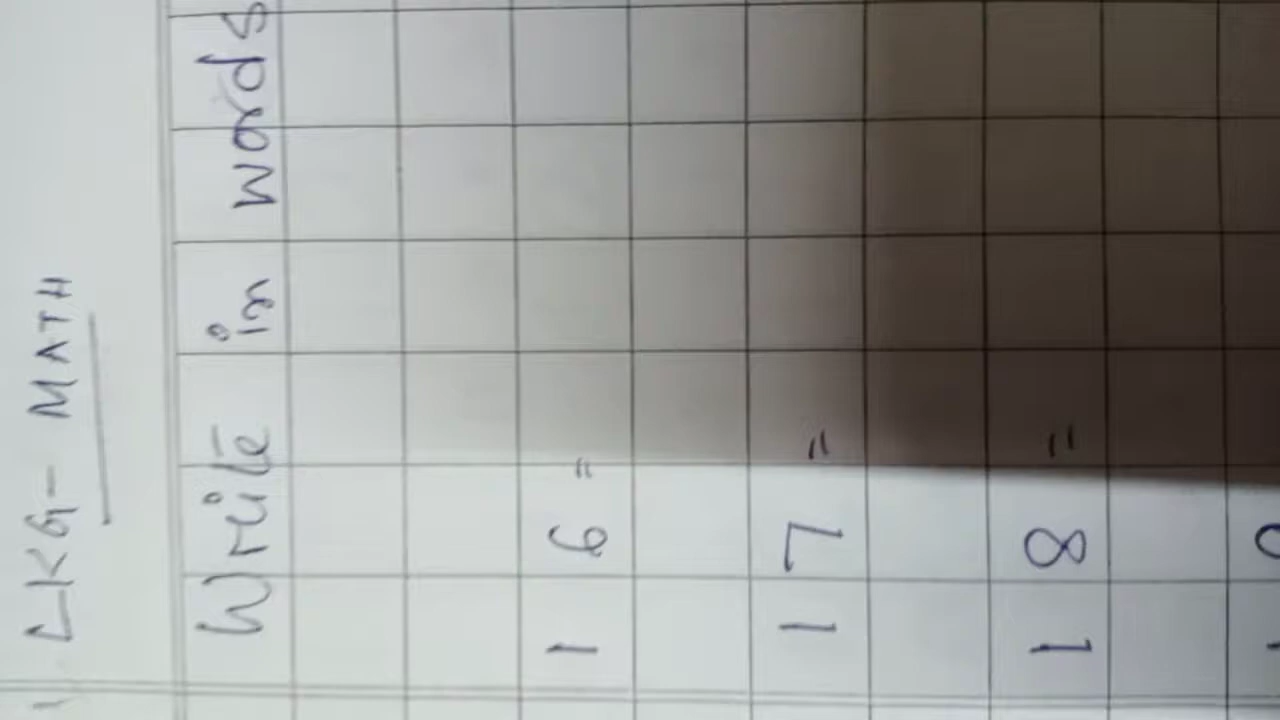 LKG - MATH
Write in words
16 =
17 =
18 =